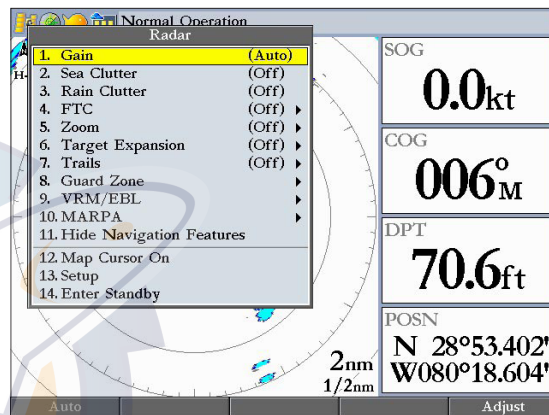 Normal Operation
Radar
1. Gain (Auto)
2. Sea Clutter (Off)
3. Rain Clutter (Off)
4. FTC (Off)
5. Zoom (Off)
6. Target Expansion (Off)
7. Trails (Off)
8. Guard Zone
9. VRM/EBL
10. MARPA
11. Hide Navigation Features
12. Map Cursor On
13. Setup
14. Enter Standby
SOG
0.0kt
COG
006°M
DPT
70.6ft
POSN
N 28°53.402'
W080°18.604'
2nm
1/2nm
Auto
Adjust